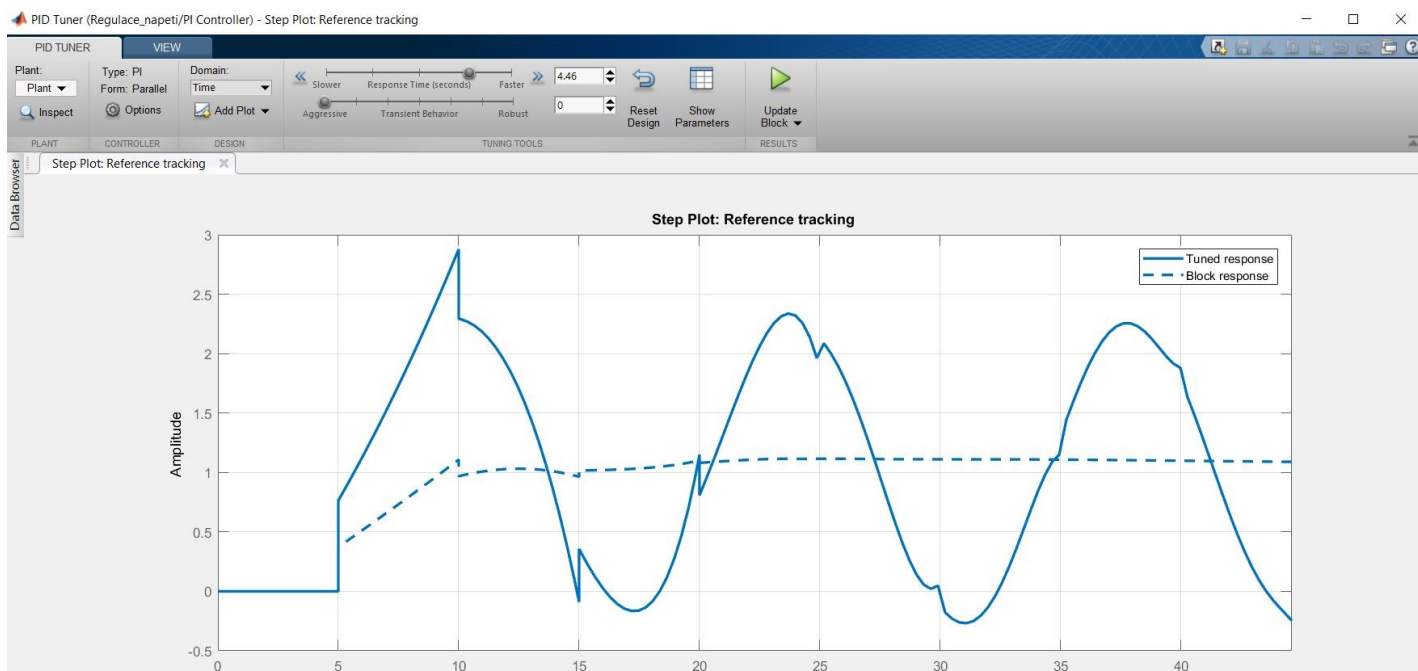 PID Tuner (Regulace_napeti/PI Controller) - Step Plot: Reference tracking
PID TUNER VIEW
Plant:
Plant
Inspect
PLANT
Type: PI
Form: Parallel
Options
CONTROLLER
Domain:
Time
Add Plot
DESIGN
Slower Response Time (seconds) Faster 4.46
Aggressive Transient Behavior Robust 0
Reset
Design
Show
Parameters
TUNING TOOLS
Update
Block
RESULTS
Data Browser
Step Plot: Reference tracking
Step Plot: Reference tracking
Tuned response
Block response
Amplitude
3
2.5
2
1.5
1
0.5
0
-0.5
0 5 10 15 20 25 30 35 40